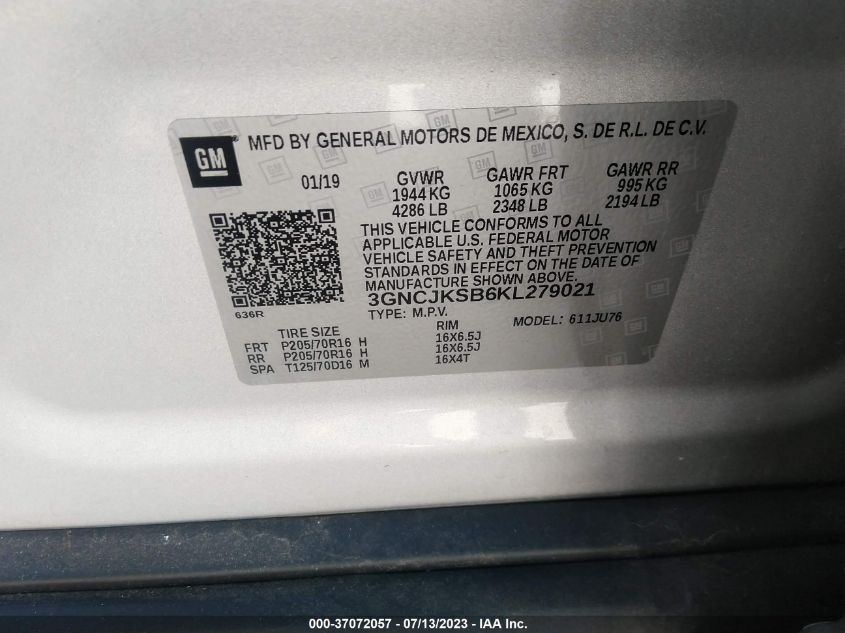 GM
MFD BY GENERAL MOTORS DE MEXICO, S. DE R.L. DE C.V.
01/19 GVWR GAWR FRT GAWR RR
1944 KG 1065 KG 995 KG
4286 LB 2348 LB 2194 LB
THIS VEHICLE CONFORMS TO ALL
APPLICABLE U.S. FEDERAL MOTOR
VEHICLE SAFETY AND THEFT PREVENTION
STANDARDS IN EFFECT ON THE DATE OF
MANUFACTURE SHOWN ABOVE.
3GNCJKSB6KL279021
636R
TYPE: M.P.V. MODEL: 611JU76
TIRE SIZE RIM
FRT P205/70R16 H 16X6.5J
RR P205/70R16 H 16X6.5J
SPA T125/70D16 M 16X4T
000-37072057 - 07/13/2023 - © IAA Inc.